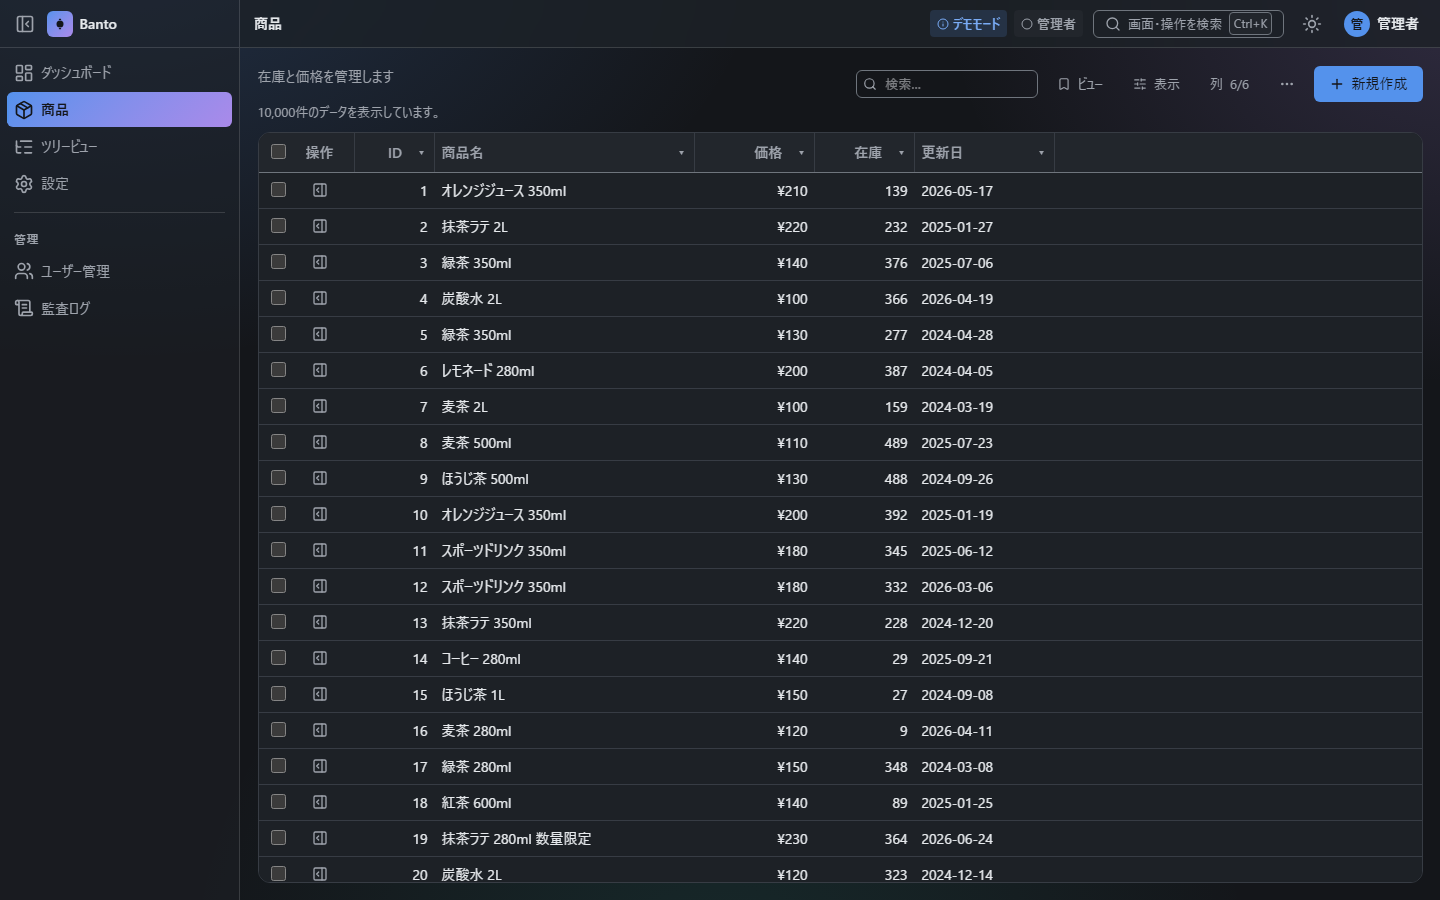 Banto
商品
デモモード
管理者
画面・操作を検索 Ctrl+K
管 管理者
ダッシュボード
商品
ツリービュー
設定
管理
ユーザー管理
監査ログ
在庫と価格を管理します
検索...
ビュー
表示
列 6/6
新規作成
10,000件のデータを表示しています。
操作 ID 商品名 価格 在庫 更新日
1 オレンジジュース 350ml ¥210 139 2026-05-17
2 抹茶ラテ 2L ¥220 232 2025-01-27
3 緑茶 350ml ¥140 376 2025-07-06
4 炭酸水 2L ¥100 366 2026-04-19
5 緑茶 350ml ¥130 277 2024-04-28
6 レモネード 280ml ¥200 387 2024-04-05
7 麦茶 2L ¥100 159 2024-03-19
8 麦茶 500ml ¥110 489 2025-07-23
9 ほうじ茶 500ml ¥130 488 2024-09-26
10 オレンジジュース 350ml ¥200 392 2025-01-19
11 スポーツドリンク 350ml ¥180 345 2025-06-12
12 スポーツドリンク 350ml ¥180 332 2026-03-06
13 抹茶ラテ 350ml ¥220 228 2024-12-20
14 コーヒー 280ml ¥140 29 2025-09-21
15 ほうじ茶 1L ¥150 27 2024-09-08
16 麦茶 280ml ¥120 9 2026-04-11
17 緑茶 280ml ¥150 348 2024-03-08
18 紅茶 600ml ¥140 89 2025-01-25
19 抹茶ラテ 280ml 数量限定 ¥230 364 2026-06-24
20 炭酸水 2L ¥120 323 2024-12-14